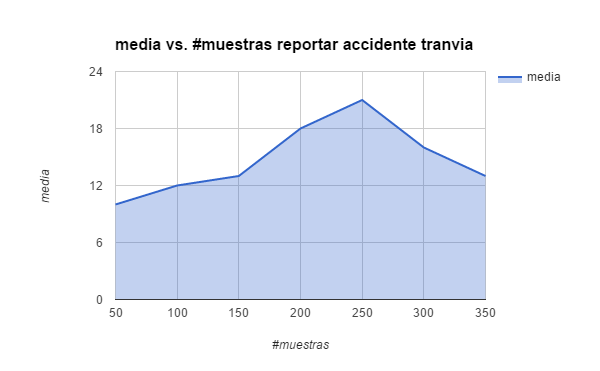 media vs. #muestras reportar accidente tranvia
24
media
18
12
6
0
media
50 100 150 200 250 300 350
#muestras